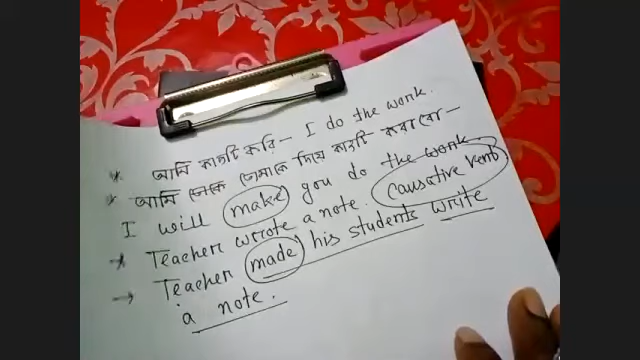 * আমি কাজটি করি - I do the work.
* আমি তোমাকে দিয়ে কাজটি করাবো -
I will make you do the work.
causative verb
* Teacher wrote a note.
→ Teacher made his students write
a note.